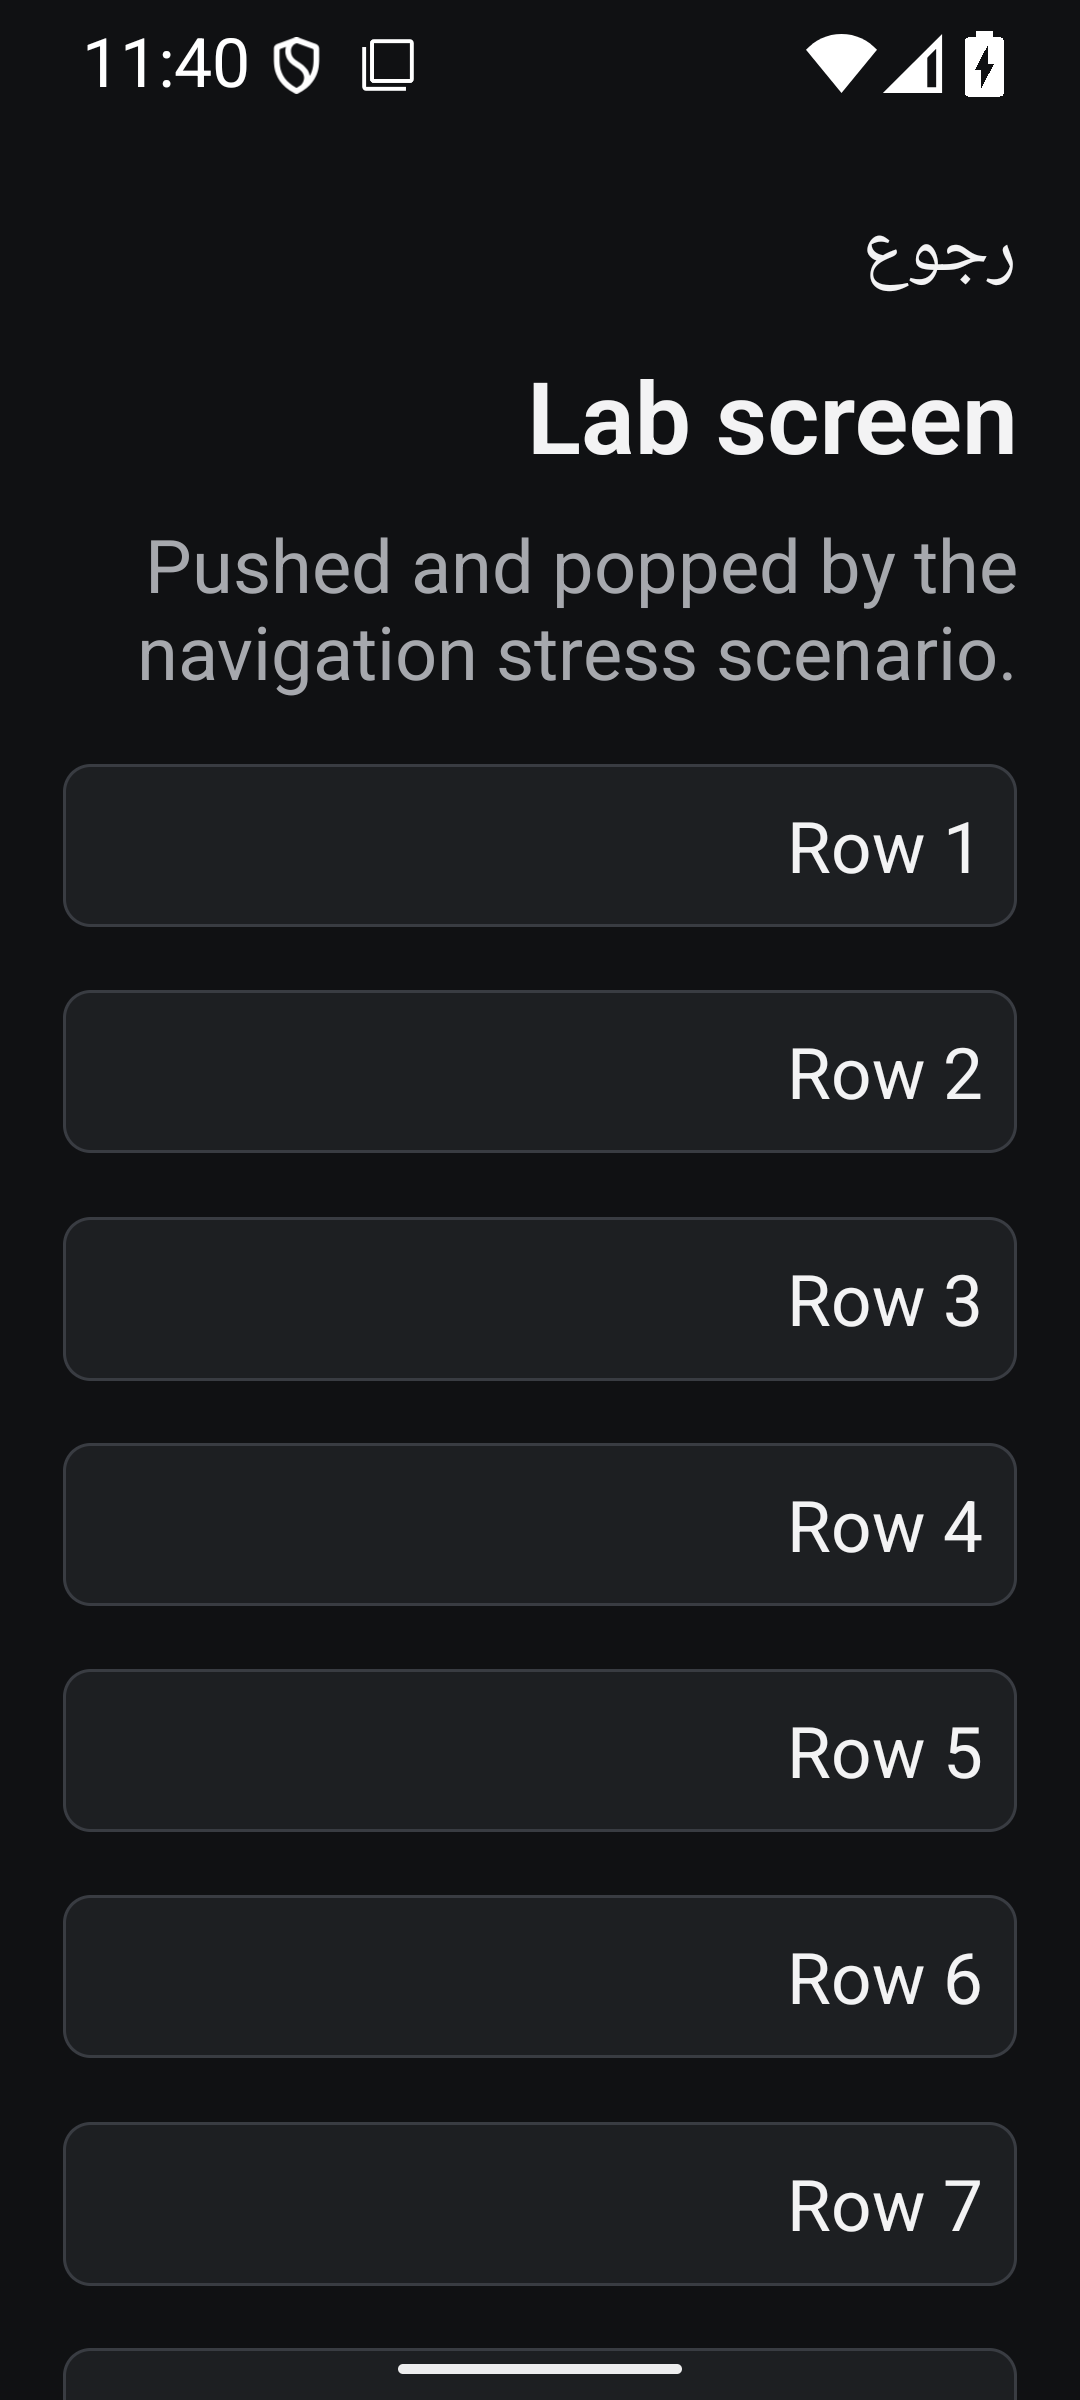 11:40
رجوع
Lab screen
Pushed and popped by the
navigation stress scenario.
Row 1
Row 2
Row 3
Row 4
Row 5
Row 6
Row 7